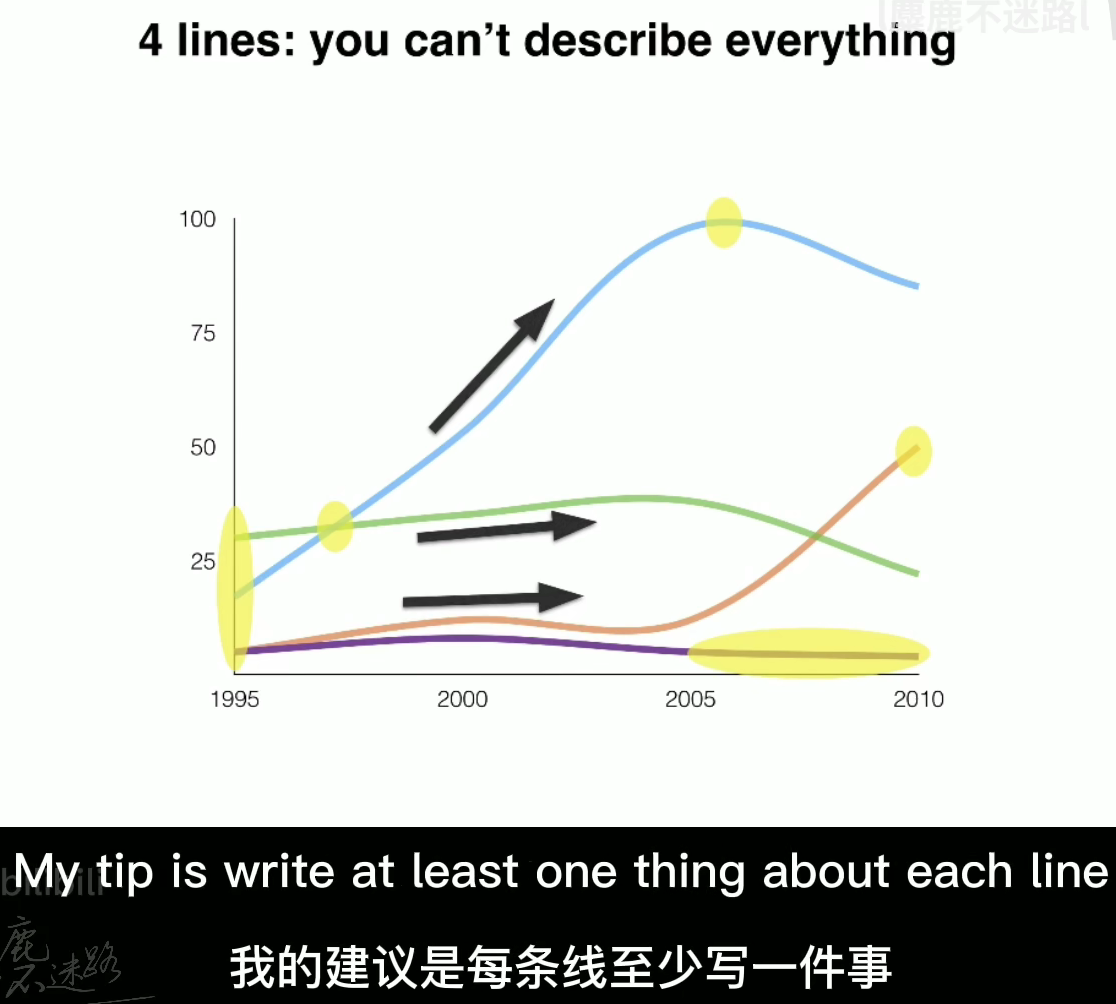 麋鹿不迷路
4 lines: you can't describe everything
100
75
50
25
1995 2000 2005 2010
My tip is write at least one thing about each line
bilibili
鹿
不迷路
我的建议是每条线至少写一件事